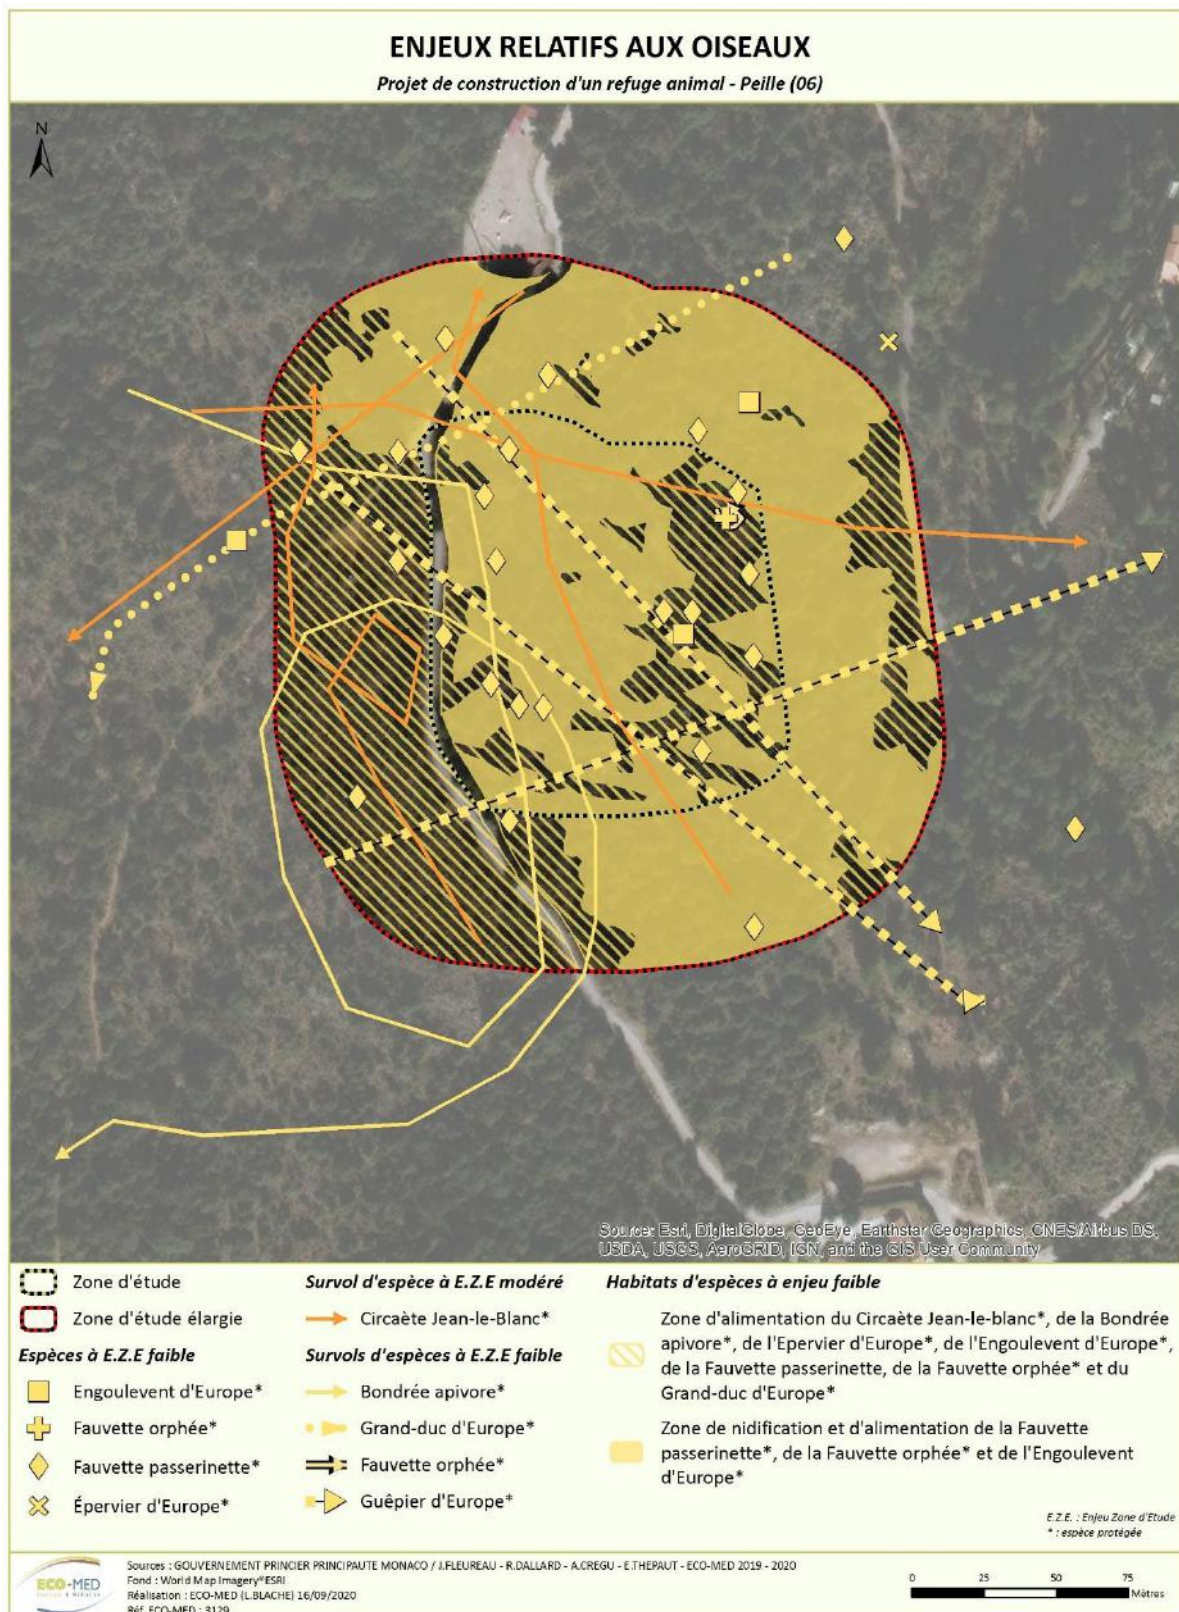 ENJEUX RELATIFS AUX OISEAUX
Projet de construction d'un refuge animal - Peille (06)
N
Source: Esri, DigitalGlobe, GeoEye, Earthstar Geographics, CNES/Airbus DS,
USDA, USGS, AeroGRID, IGN, and the GIS User Community
Zone d'étude
Zone d'étude élargie
Espèces à E.Z.E faible
Engoulevent d'Europe*
Fauvette orphée*
Fauvette passerinette*
Épervier d'Europe*
Survol d'espèce à E.Z.E modéré
Circaète Jean-le-Blanc*
Survols d'espèces à E.Z.E faible
Bondrée apivore*
Grand-duc d'Europe*
Fauvette orphée*
Guêpier d'Europe*
Habitats d'espèces à enjeu faible
Zone d'alimentation du Circaète Jean-le-blanc*, de la Bondrée
apivore*, de l'Epervier d'Europe*, de l'Engoulevent d'Europe*,
de la Fauvette passerinette, de la Fauvette orphée* et du
Grand-duc d'Europe*
Zone de nidification et d'alimentation de la Fauvette
passerinette*, de la Fauvette orphée* et de l'Engoulevent
d'Europe*
E.Z.E. : Enjeu Zone d'Etude
* : espèce protégée
ECO-MED
Sources : GOUVERNEMENT PRINCIER PRINCIPAUTE MONACO / J.FLEUREAU - R.DALLARD - A.CREGU - E.THEPAUT - ECO-MED 2019 - 2020
Fond : World Map Imagery®ESRI
Réalisation : ECO-MED (L.BLACHE) 16/09/2020
Réf. ECO-MED : 3129
0 25 50 75
Mètres